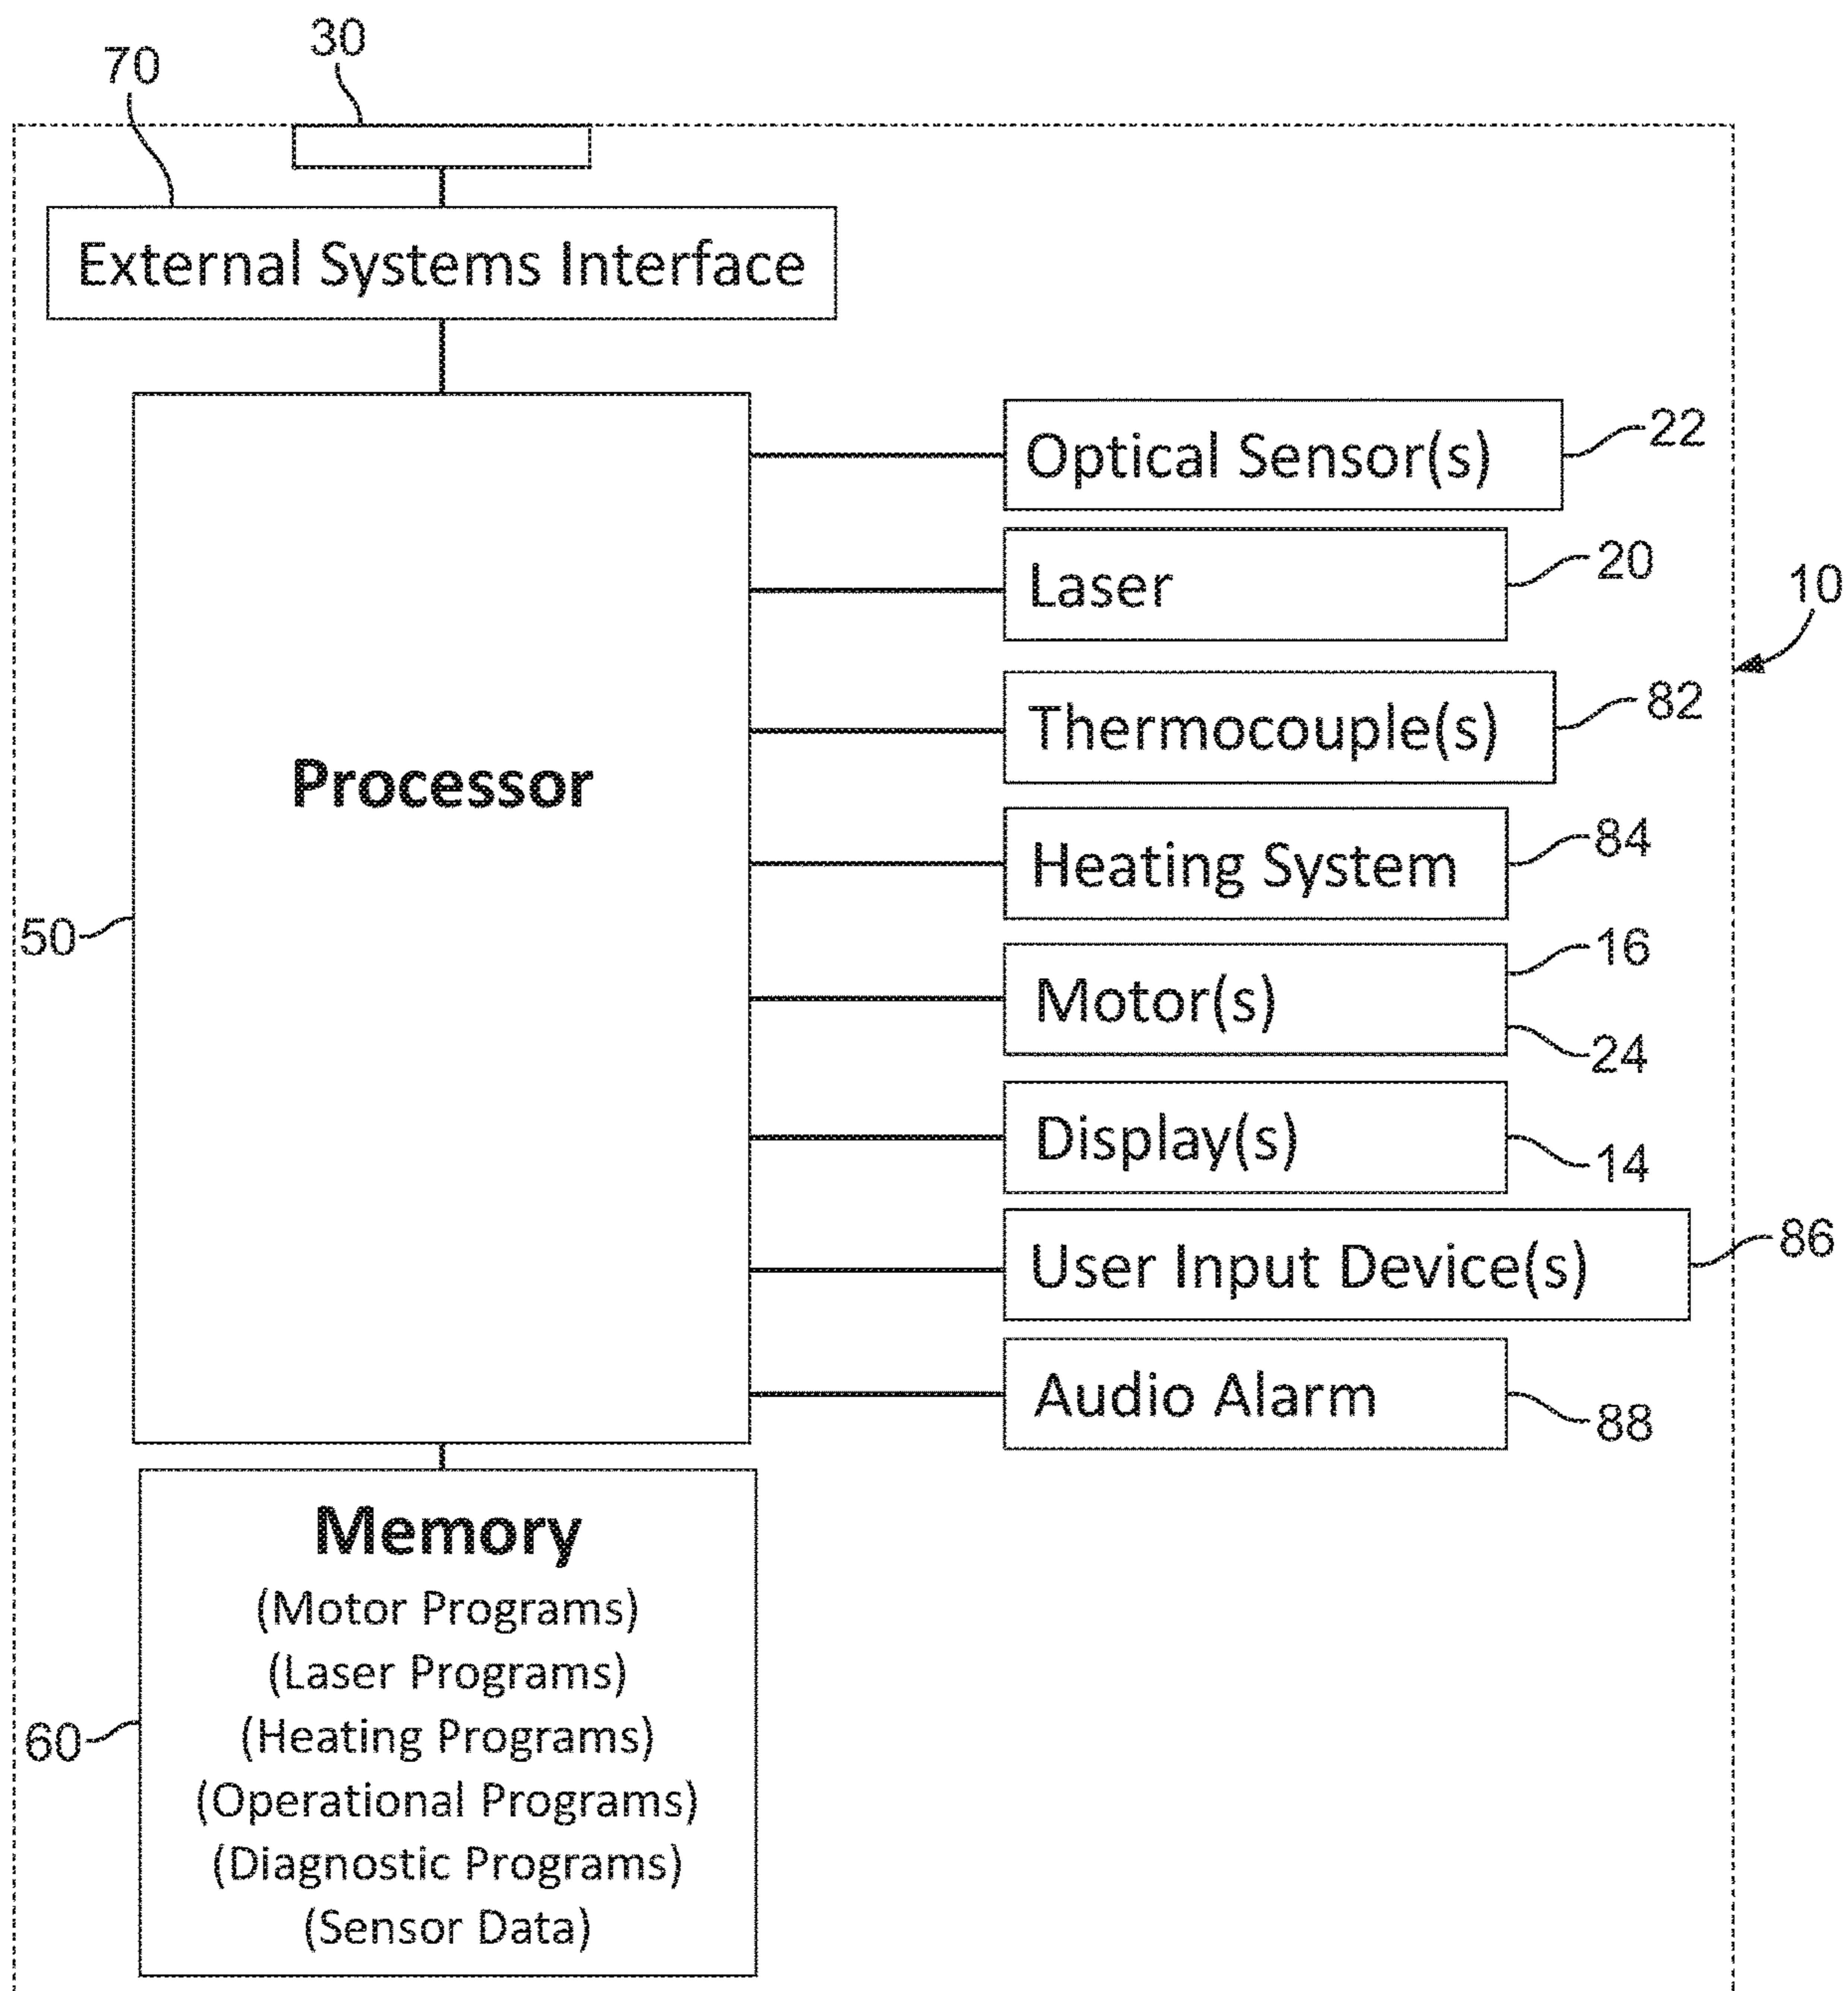 30
70
External Systems Interface
Optical Sensor(s)
22
Laser
20
10
Thermocouple(s)
82
Processor
Heating System
84
50
Motor(s)
16
24
Display(s)
14
User Input Device(s)
86
Audio Alarm
88
Memory
(Motor Programs)
(Laser Programs)
(Heating Programs)
60
(Operational Programs)
(Diagnostic Programs)
(Sensor Data)